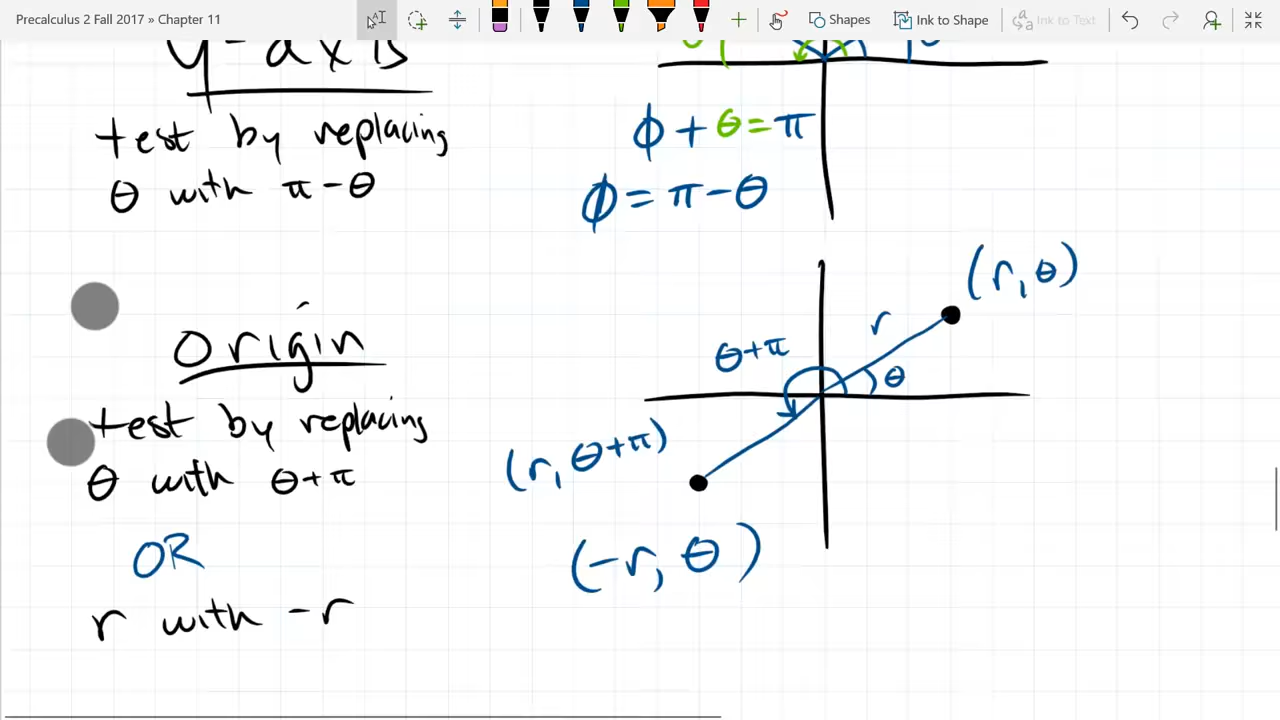 Precalculus 2 Fall 2017 » Chapter 11
Shapes
Ink to Shape
Ink to Text
y-axis
test by replacing
θ with π-θ
ϕ+θ=π
ϕ=π-θ
origin
test by replacing
θ with θ+π
OR
r with -r
(r, θ)
r
θ+π
θ
(r, θ+π)
(-r, θ)